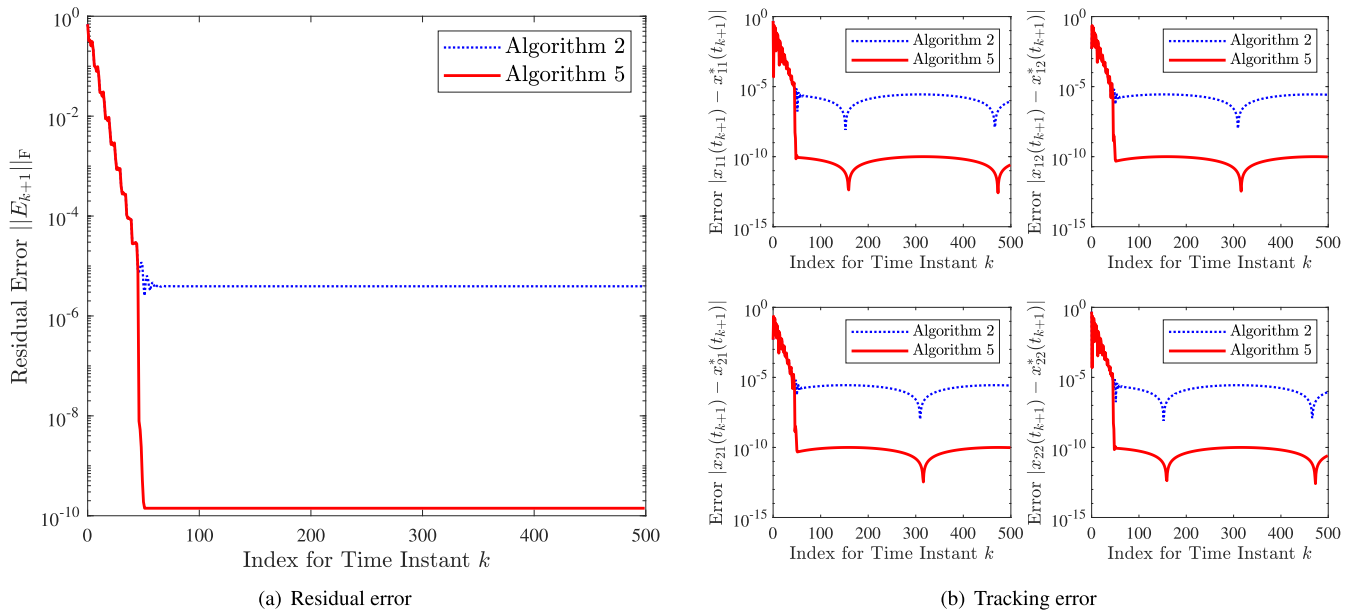 10^0
10^-2
10^-4
10^-6
10^-8
10^-10
0 100 200 300 400 500
Residual Error ||E_{k+1}||_F
Index for Time Instant k
Algorithm 2
Algorithm 5
(a) Residual error
10^0
10^-5
10^-10
10^-15
0 100 200 300 400 500
Error |x_{11}(t_{k+1}) − x^*_{11}(t_{k+1})|
Index for Time Instant k
Algorithm 2
Algorithm 5
10^0
10^-5
10^-10
10^-15
0 100 200 300 400 500
Error |x_{12}(t_{k+1}) − x^*_{12}(t_{k+1})|
Index for Time Instant k
Algorithm 2
Algorithm 5
10^0
10^-5
10^-10
10^-15
0 100 200 300 400 500
Error |x_{21}(t_{k+1}) − x^*_{21}(t_{k+1})|
Index for Time Instant k
Algorithm 2
Algorithm 5
10^0
10^-5
10^-10
10^-15
0 100 200 300 400 500
Error |x_{22}(t_{k+1}) − x^*_{22}(t_{k+1})|
Index for Time Instant k
Algorithm 2
Algorithm 5
(b) Tracking error